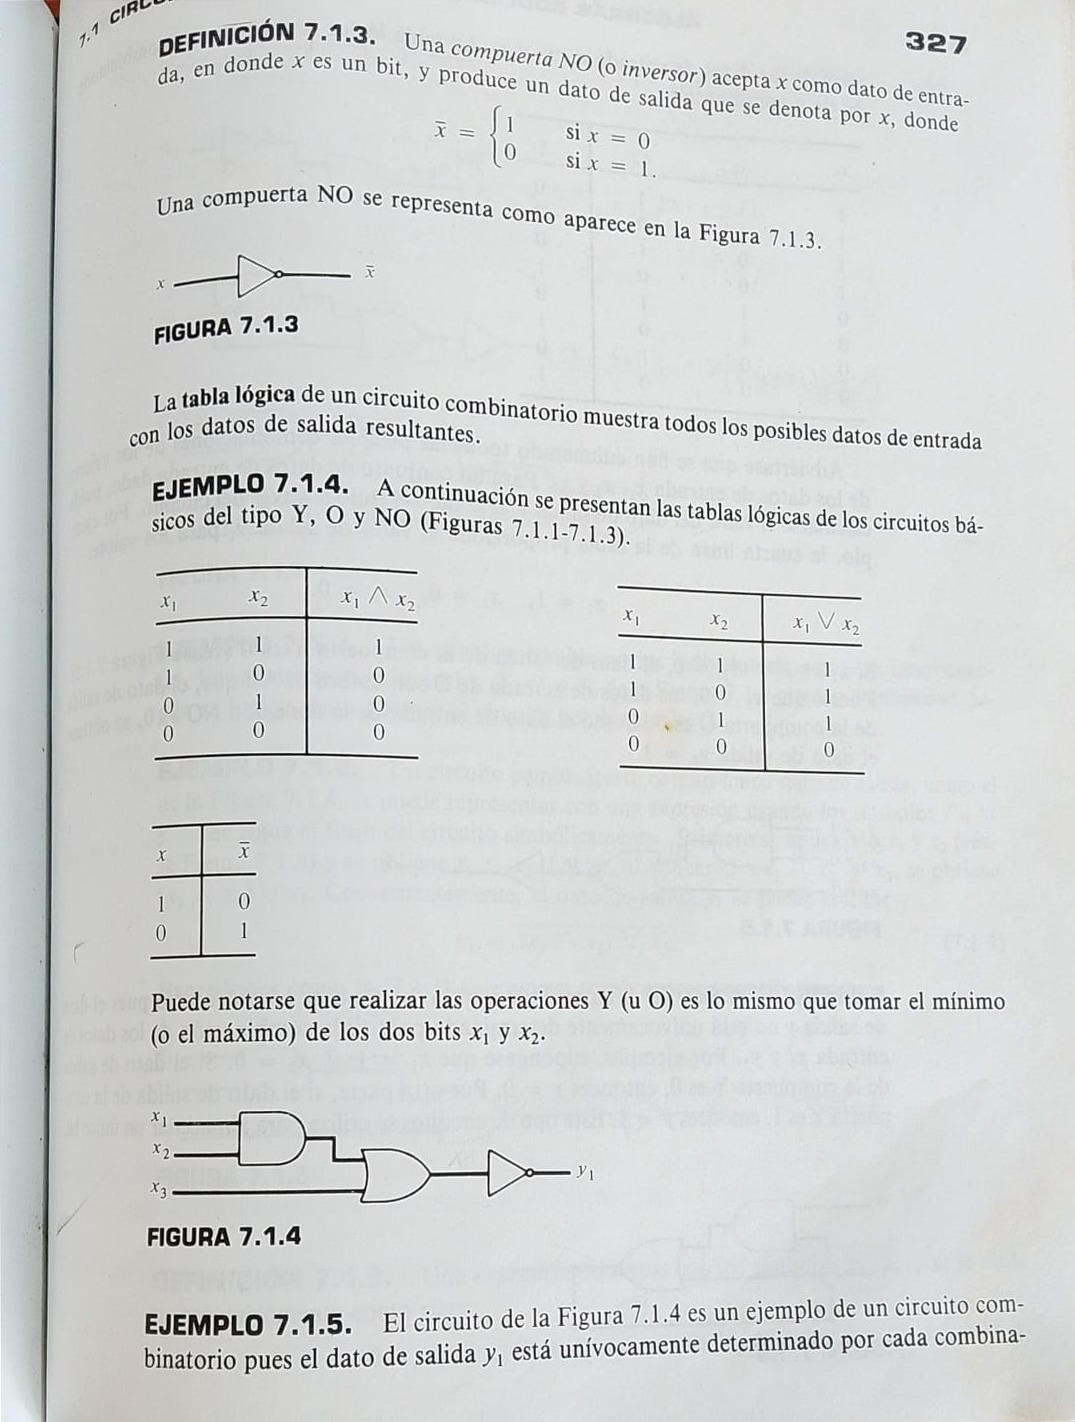 7.1 CIRCU
327
DEFINICIÓN 7.1.3. Una compuerta NO (o inversor) acepta x como dato de entra-
da, en donde x es un bit, y produce un dato de salida que se denota por x, donde
x̅ = { 1 si x = 0
0 si x = 1.
Una compuerta NO se representa como aparece en la Figura 7.1.3.
x x̅
FIGURA 7.1.3
La tabla lógica de un circuito combinatorio muestra todos los posibles datos de entrada
con los datos de salida resultantes.
EJEMPLO 7.1.4. A continuación se presentan las tablas lógicas de los circuitos bá-
sicos del tipo Y, O y NO (Figuras 7.1.1-7.1.3).
x₁ x₂ x₁ ∧ x₂
1 1 1
1 0 0
0 1 0
0 0 0
x₁ x₂ x₁ ∨ x₂
1 1 1
1 0 1
0 1 1
0 0 0
x x̅
1 0
0 1
Puede notarse que realizar las operaciones Y (u O) es lo mismo que tomar el mínimo
(o el máximo) de los dos bits x₁ y x₂.
x₁
x₂
x₃
y₁
FIGURA 7.1.4
EJEMPLO 7.1.5. El circuito de la Figura 7.1.4 es un ejemplo de un circuito com-
binatorio pues el dato de salida y₁ está unívocamente determinado por cada combina-